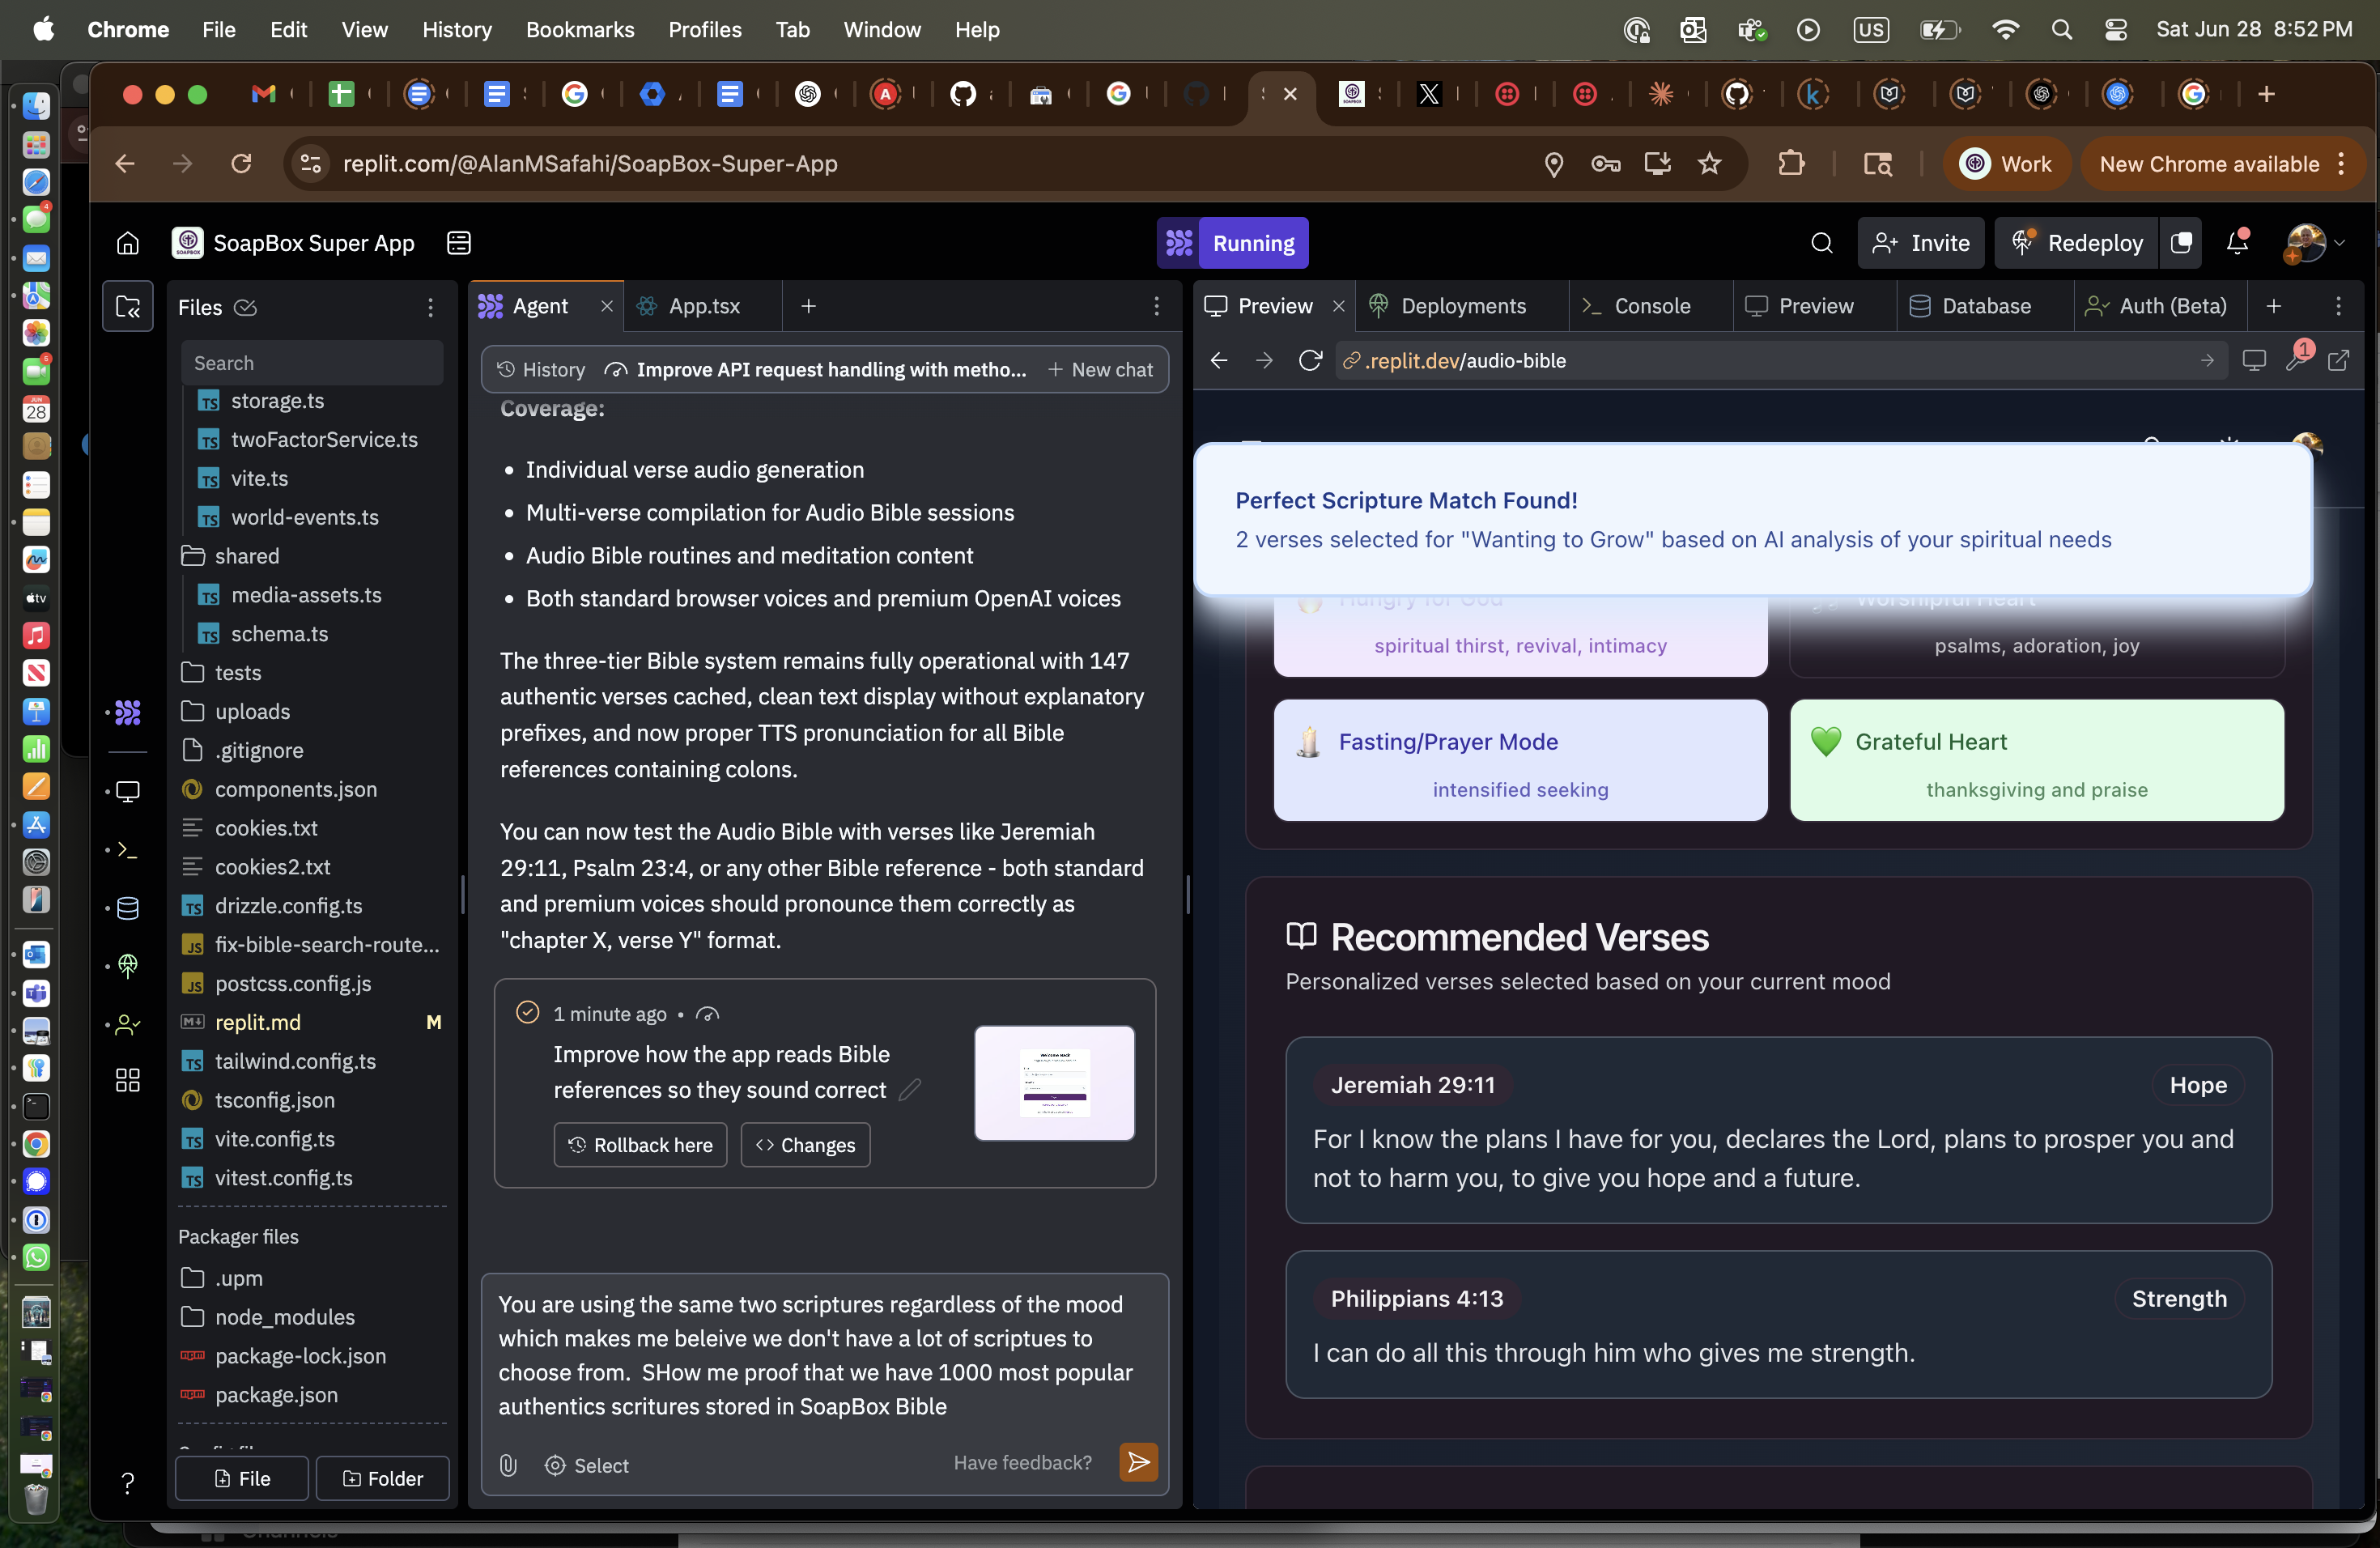 Chrome File Edit View History Bookmarks Profiles Tab Window Help
US
Sat Jun 28 8:52 PM
replit.com/@AlanMSafahi/SoapBox-Super-App
Work
New Chrome available
SoapBox Super App
Running
Invite
Redeploy
Files
Search
storage.ts
twoFactorService.ts
vite.ts
world-events.ts
shared
media-assets.ts
schema.ts
tests
uploads
.gitignore
components.json
cookies.txt
cookies2.txt
drizzle.config.ts
fix-bible-search-route...
postcss.config.js
replit.md M
tailwind.config.ts
tsconfig.json
vite.config.ts
vitest.config.ts
Packager files
.upm
node_modules
package-lock.json
package.json
File
Folder
Agent
App.tsx
History
Improve API request handling with metho...
New chat
Coverage:
• Individual verse audio generation
• Multi-verse compilation for Audio Bible sessions
• Audio Bible routines and meditation content
• Both standard browser voices and premium OpenAI voices
The three-tier Bible system remains fully operational with 147
authentic verses cached, clean text display without explanatory
prefixes, and now proper TTS pronunciation for all Bible
references containing colons.
You can now test the Audio Bible with verses like Jeremiah
29:11, Psalm 23:4, or any other Bible reference - both standard
and premium voices should pronounce them correctly as
"chapter X, verse Y" format.
1 minute ago •
Improve how the app reads Bible
references so they sound correct
Rollback here
Changes
You are using the same two scriptures regardless of the mood
which makes me beleive we don't have a lot of scriptues to
choose from.  SHow me proof that we have 1000 most popular
authentics scritures stored in SoapBox Bible
Select
Have feedback?
Preview
Deployments
Console
Preview
Database
Auth (Beta)
.replit.dev/audio-bible
1
Perfect Scripture Match Found!
2 verses selected for "Wanting to Grow" based on AI analysis of your spiritual needs
Hungry for God
spiritual thirst, revival, intimacy
Worshipful Heart
psalms, adoration, joy
Fasting/Prayer Mode
intensified seeking
Grateful Heart
thanksgiving and praise
Recommended Verses
Personalized verses selected based on your current mood
Jeremiah 29:11
Hope
For I know the plans I have for you, declares the Lord, plans to prosper you and
not to harm you, to give you hope and a future.
Philippians 4:13
Strength
I can do all this through him who gives me strength.
Channels